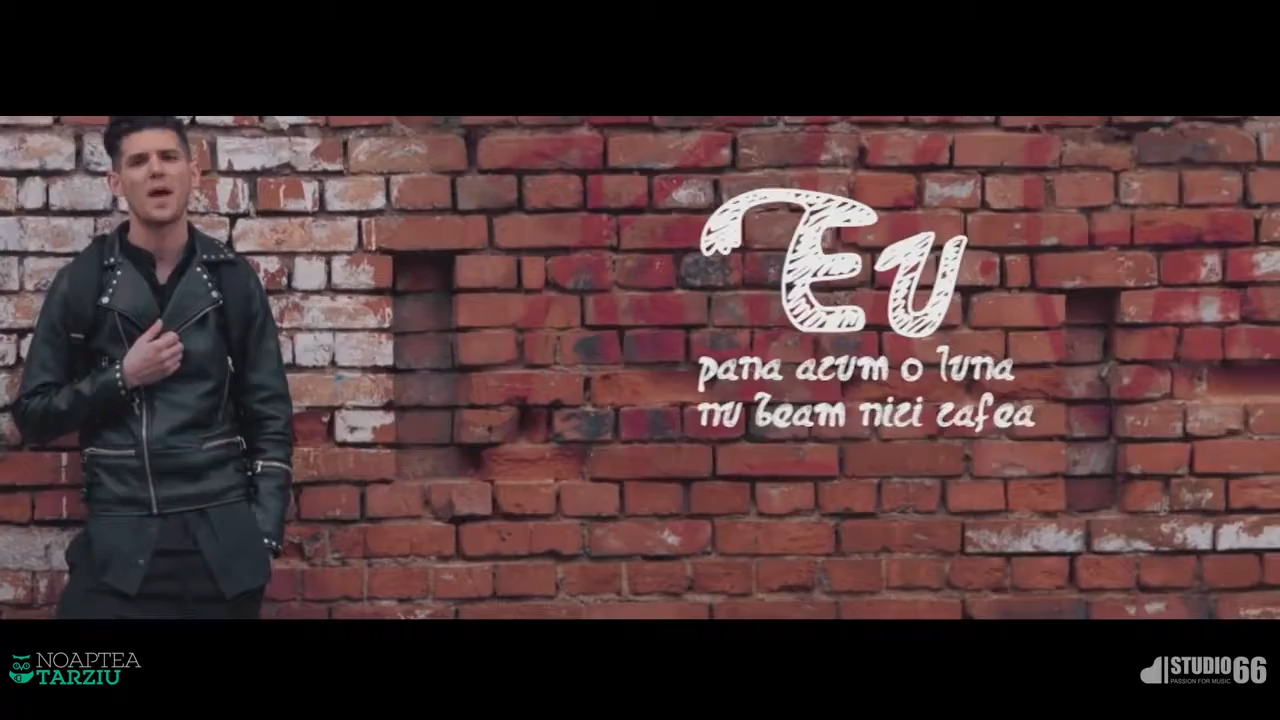 Eu
pana acum o luna
nu beam nici cafea
NOAPTEA
TARZIU
STUDIO66
PASSION FOR MUSIC